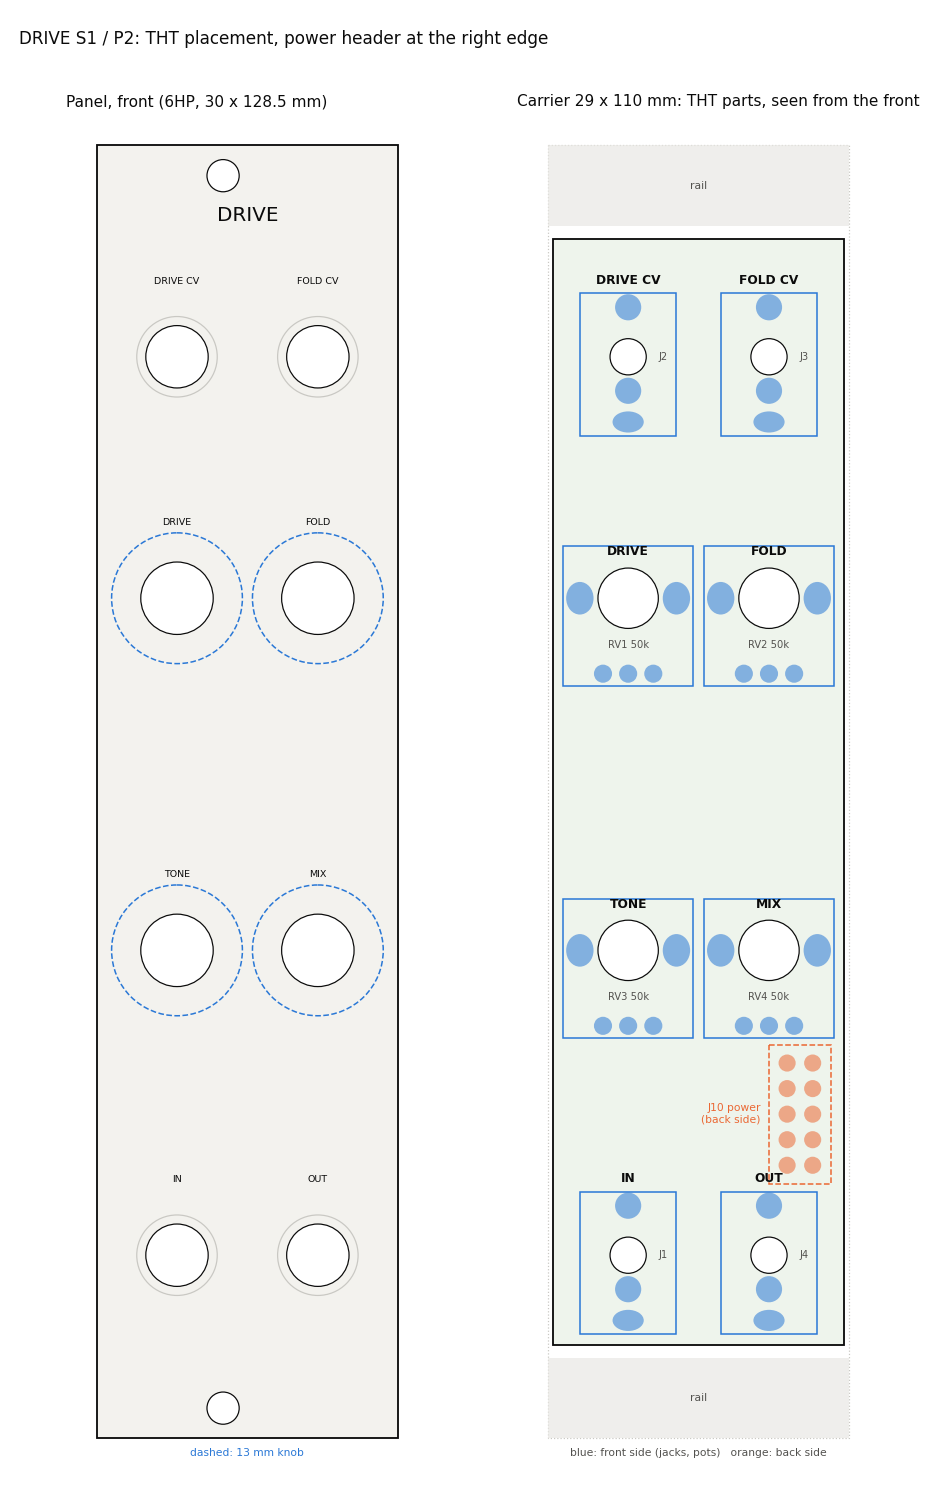 DRIVE S1 / P2: THT placement, power header at the right edge
Panel, front (6HP, 30 x 128.5 mm)
Carrier 29 x 110 mm: THT parts, seen from the front
DRIVE
DRIVE CV
FOLD CV
DRIVE
FOLD
TONE
MIX
IN
OUT
dashed: 13 mm knob
rail
DRIVE CV
FOLD CV
J2
J3
DRIVE
FOLD
RV1 50k
RV2 50k
TONE
MIX
RV3 50k
RV4 50k
J10 power
(back side)
IN
OUT
J1
J4
rail
blue: front side (jacks, pots)   orange: back side